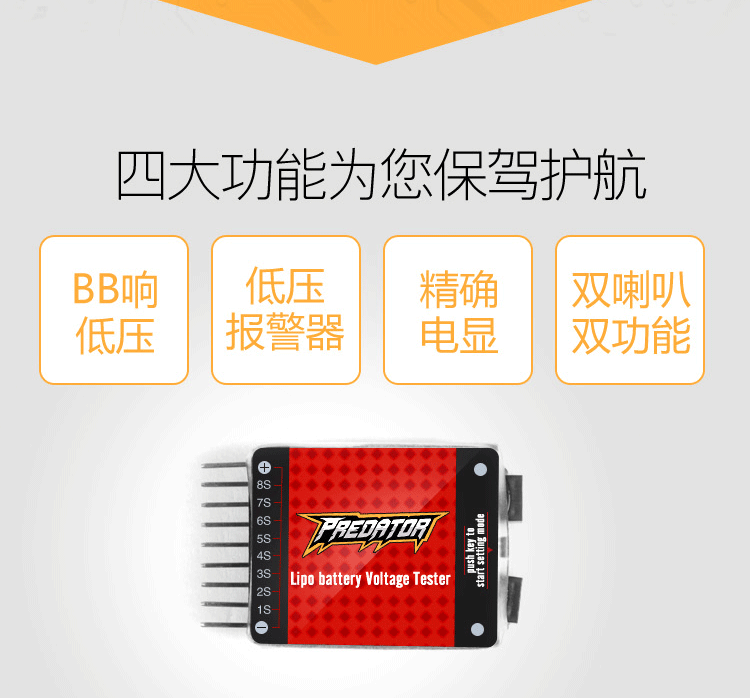 四大功能为您保驾护航
BB响
低压
低压
报警器
精确
电显
双喇叭
双功能
+
8S
7S
6S
5S
4S
3S
2S
1S
−
PREDATOR
Lipo battery Voltage Tester
push key to
start setting mode